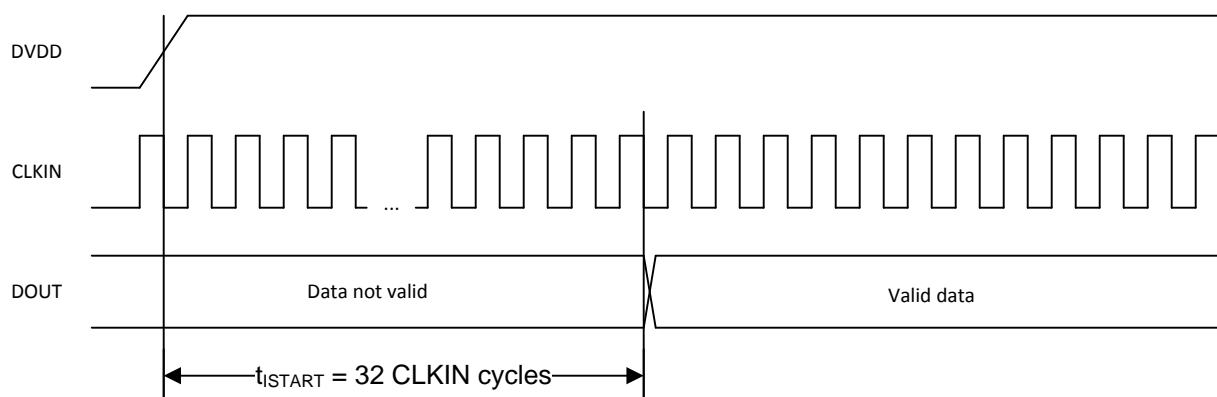 DVDD
CLKIN
...
DOUT
Data not valid
Valid data
tISTART = 32 CLKIN cycles